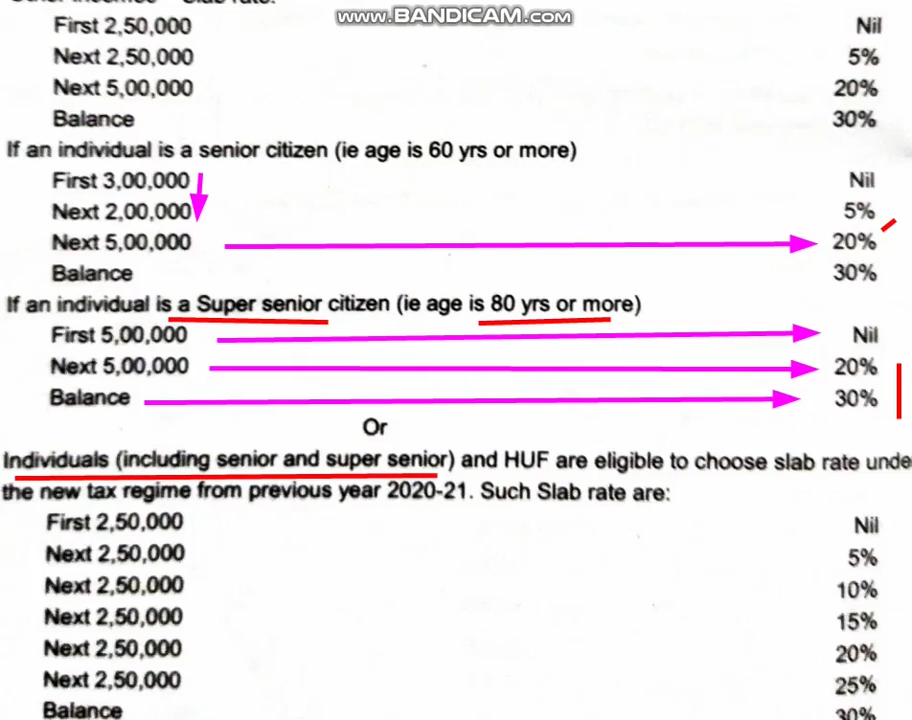 www.BANDICAM.com
Slab rate:
First 2,50,000 Nil
Next 2,50,000 5%
Next 5,00,000 20%
Balance 30%
If an individual is a senior citizen (ie age is 60 yrs or more)
First 3,00,000 Nil
Next 2,00,000 5%
Next 5,00,000 20%
Balance 30%
If an individual is a Super senior citizen (ie age is 80 yrs or more)
First 5,00,000 Nil
Next 5,00,000 20%
Balance 30%
Or
Individuals (including senior and super senior) and HUF are eligible to choose slab rate unde
the new tax regime from previous year 2020-21. Such Slab rate are:
First 2,50,000 Nil
Next 2,50,000 5%
Next 2,50,000 10%
Next 2,50,000 15%
Next 2,50,000 20%
Next 2,50,000 25%
Balance 30%